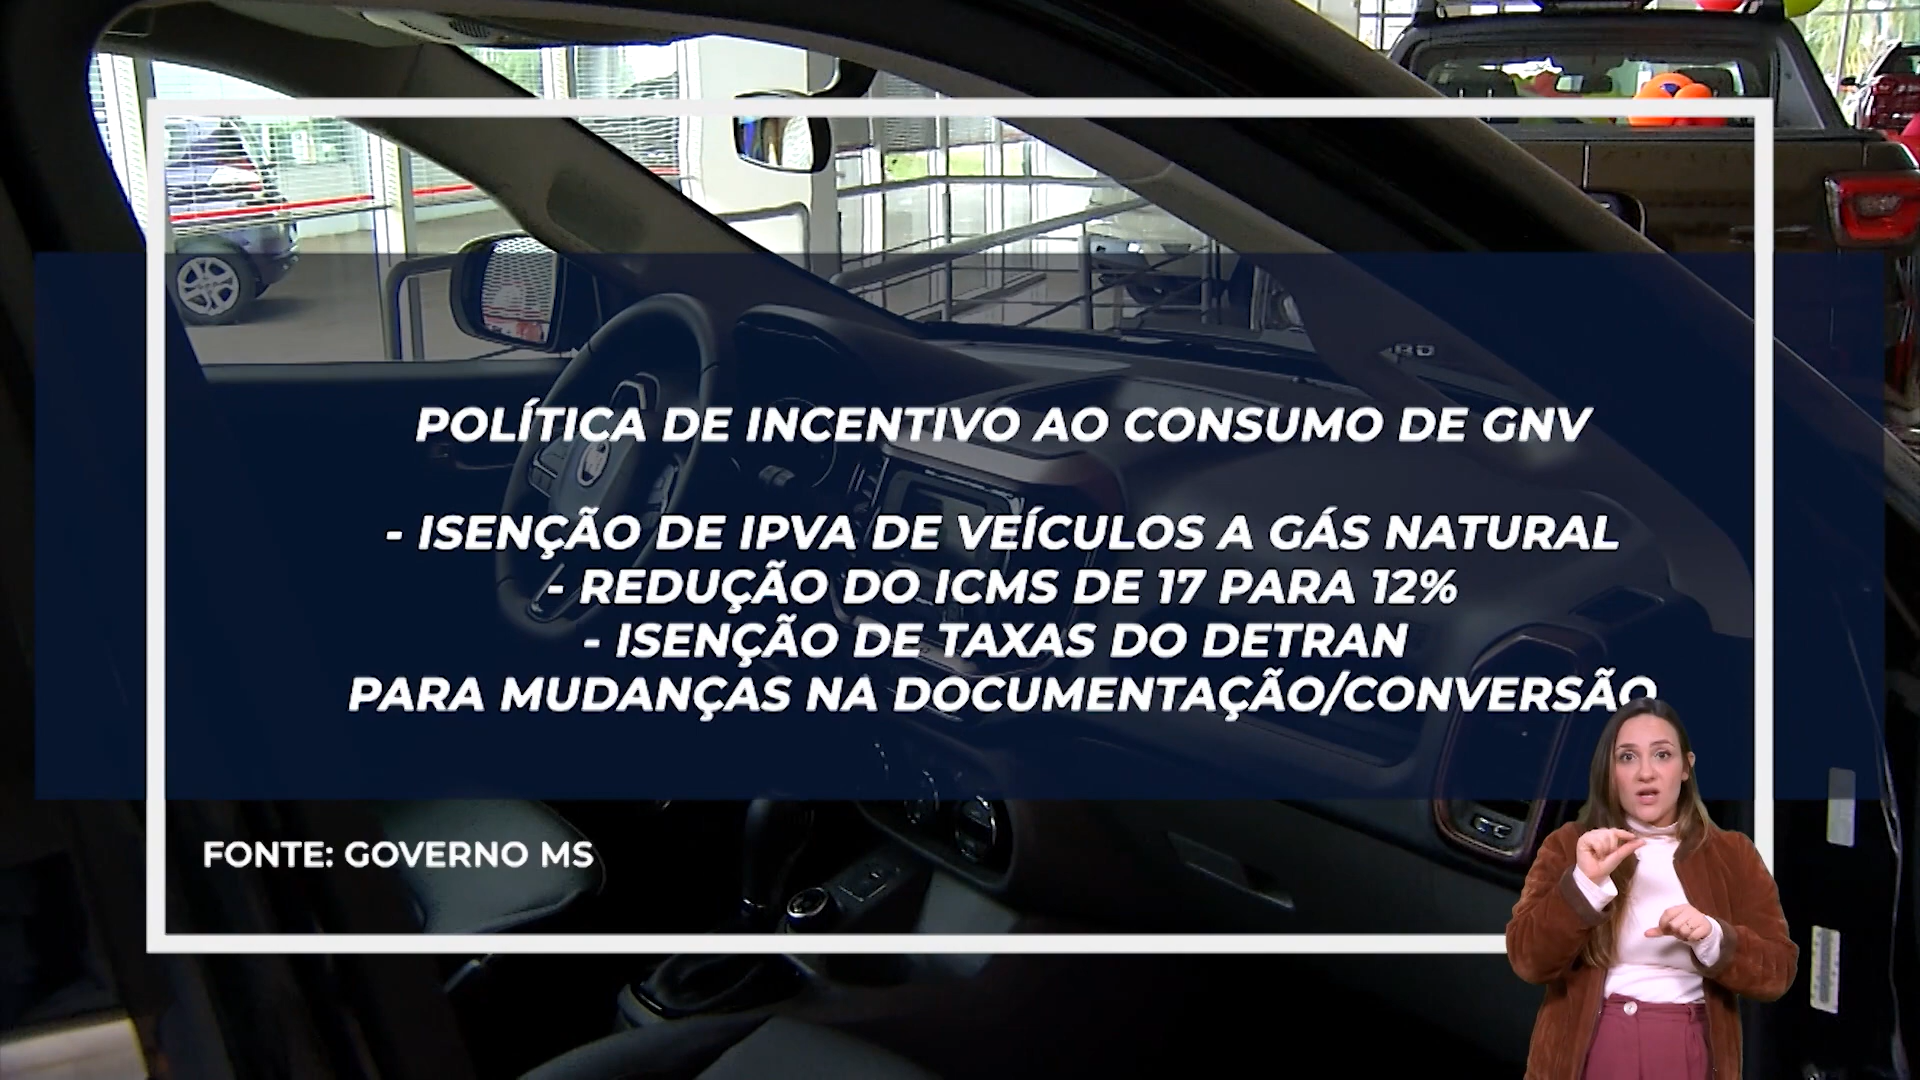 POLÍTICA DE INCENTIVO AO CONSUMO DE GNV
- ISENÇÃO DE IPVA DE VEÍCULOS A GÁS NATURAL
- REDUÇÃO DO ICMS DE 17 PARA 12%
- ISENÇÃO DE TAXAS DO DETRAN
PARA MUDANÇAS NA DOCUMENTAÇÃO/CONVERSÃO
FONTE: GOVERNO MS